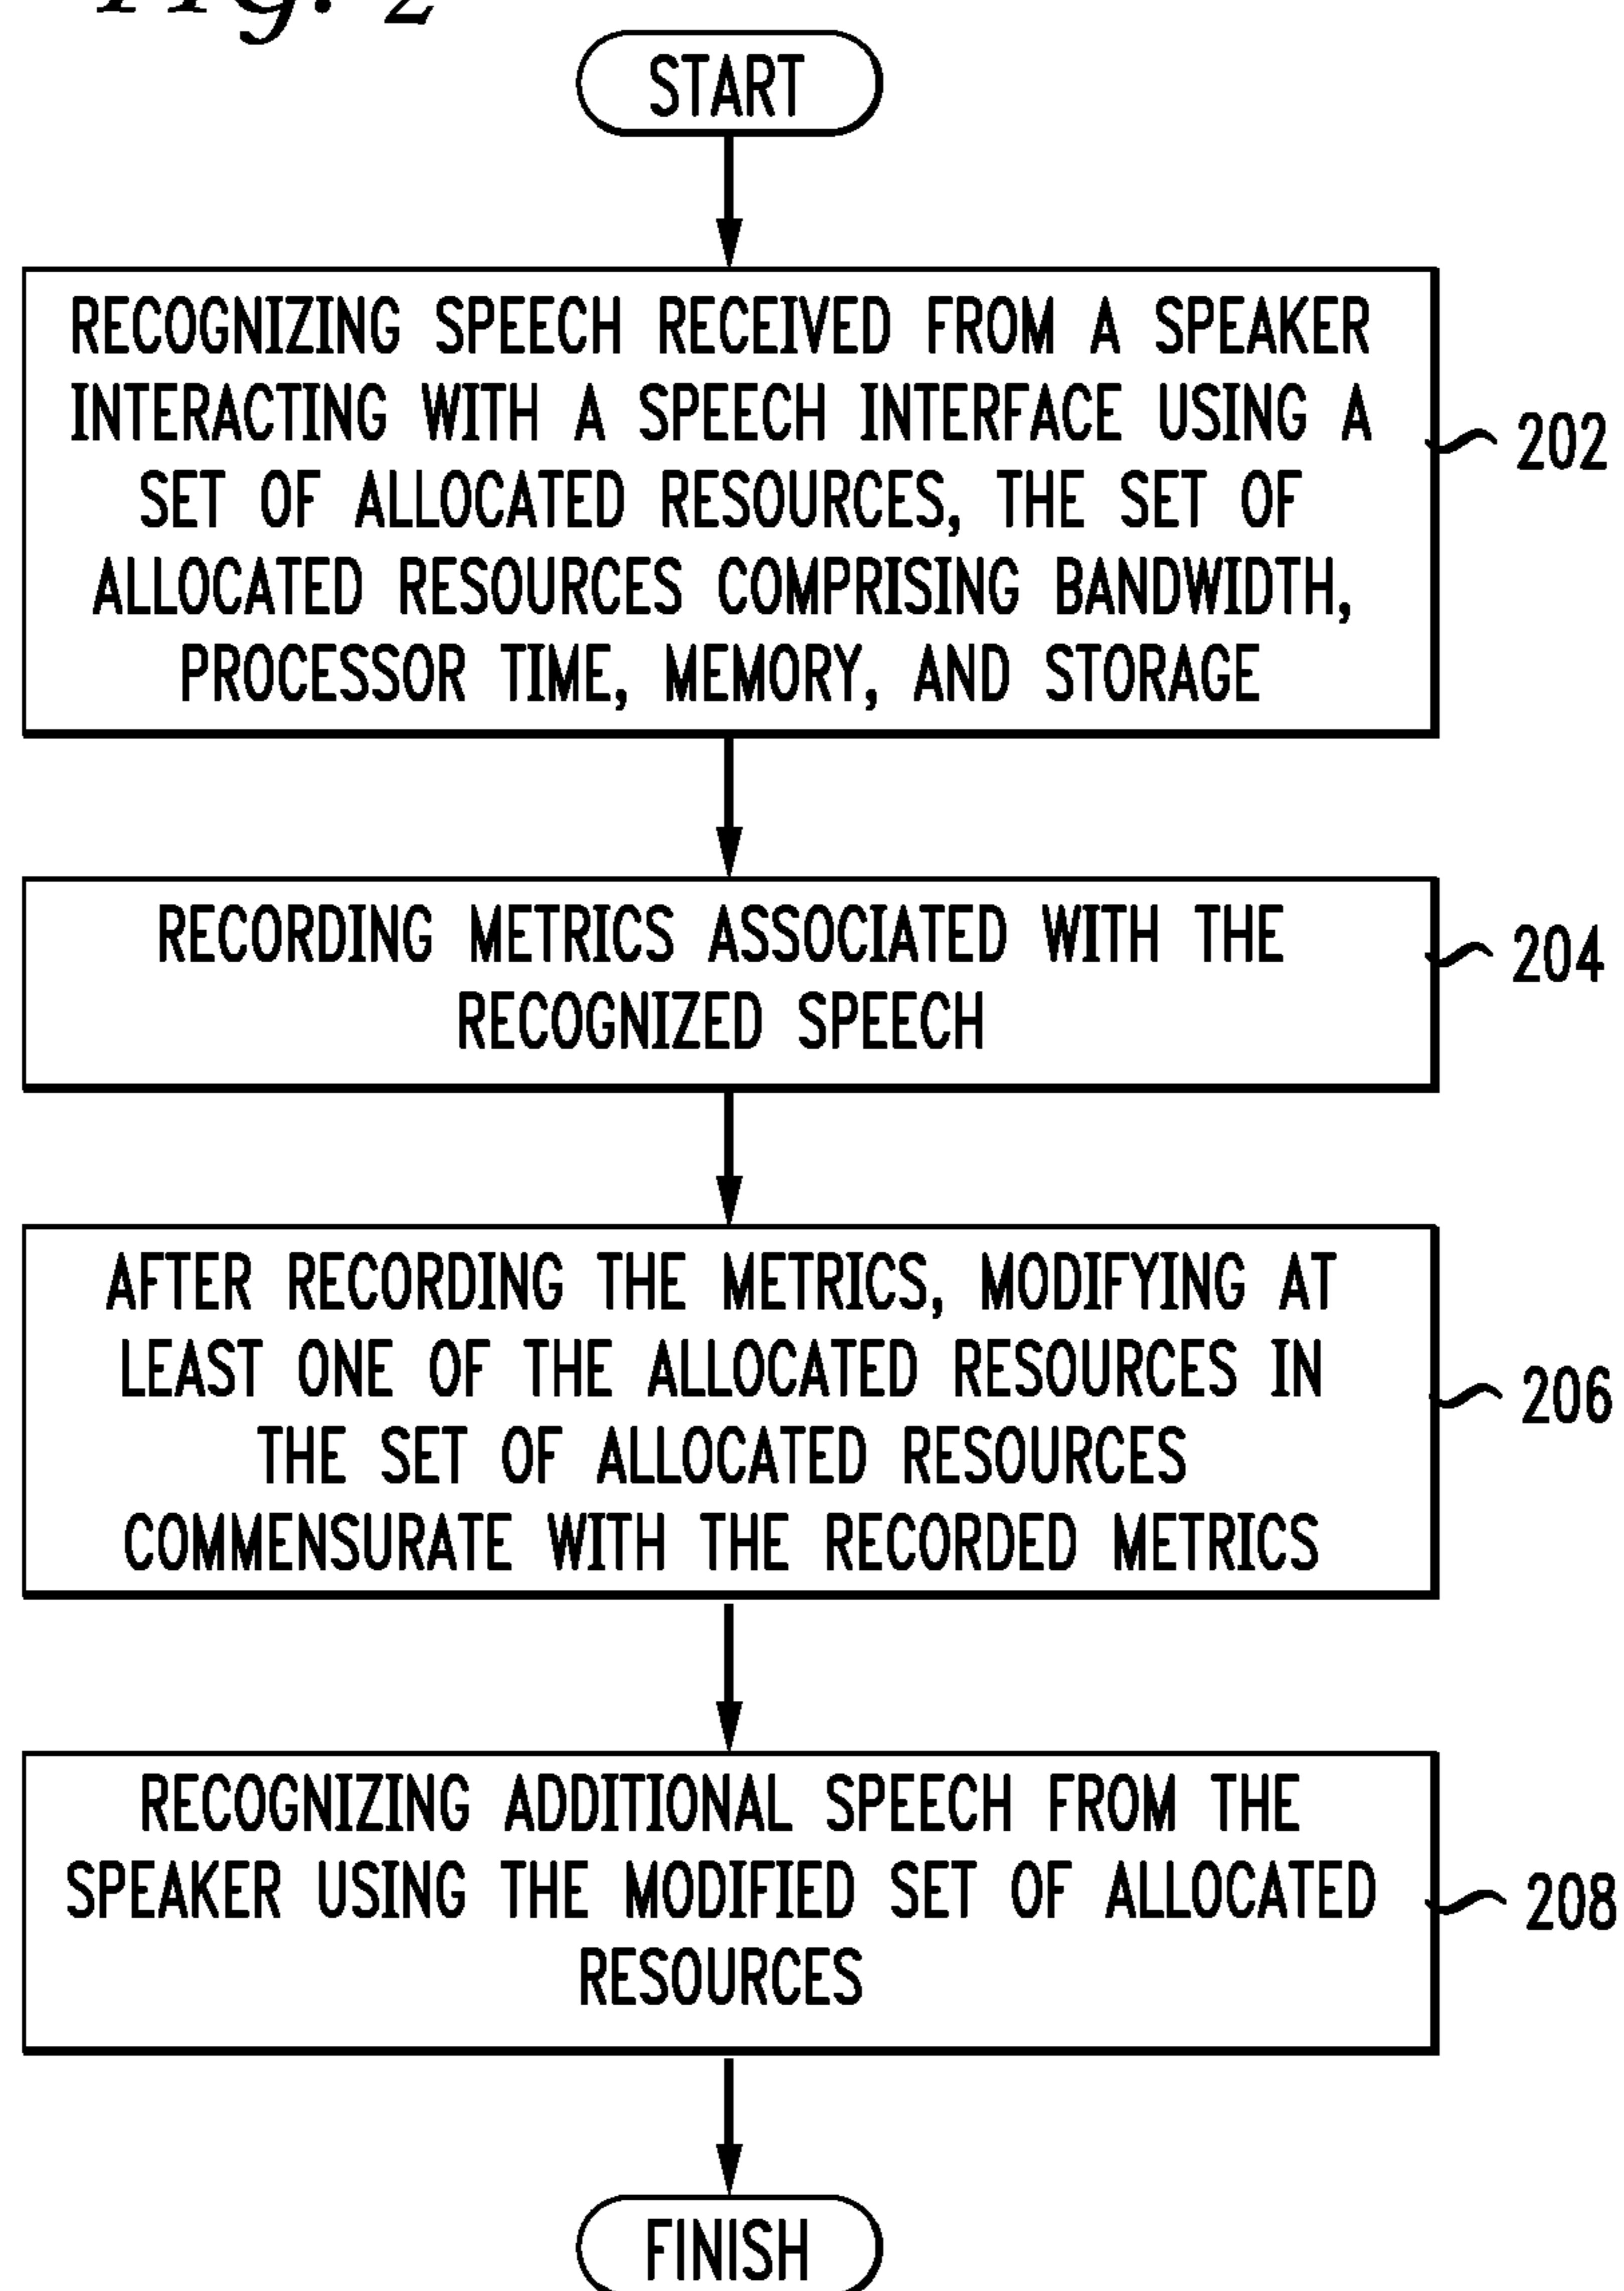 FIG. 2
START
RECOGNIZING SPEECH RECEIVED FROM A SPEAKER
INTERACTING WITH A SPEECH INTERFACE USING A
SET OF ALLOCATED RESOURCES, THE SET OF
ALLOCATED RESOURCES COMPRISING BANDWIDTH,
PROCESSOR TIME, MEMORY, AND STORAGE
202
RECORDING METRICS ASSOCIATED WITH THE
RECOGNIZED SPEECH
204
AFTER RECORDING THE METRICS, MODIFYING AT
LEAST ONE OF THE ALLOCATED RESOURCES IN
THE SET OF ALLOCATED RESOURCES
COMMENSURATE WITH THE RECORDED METRICS
206
RECOGNIZING ADDITIONAL SPEECH FROM THE
SPEAKER USING THE MODIFIED SET OF ALLOCATED
RESOURCES
208
FINISH